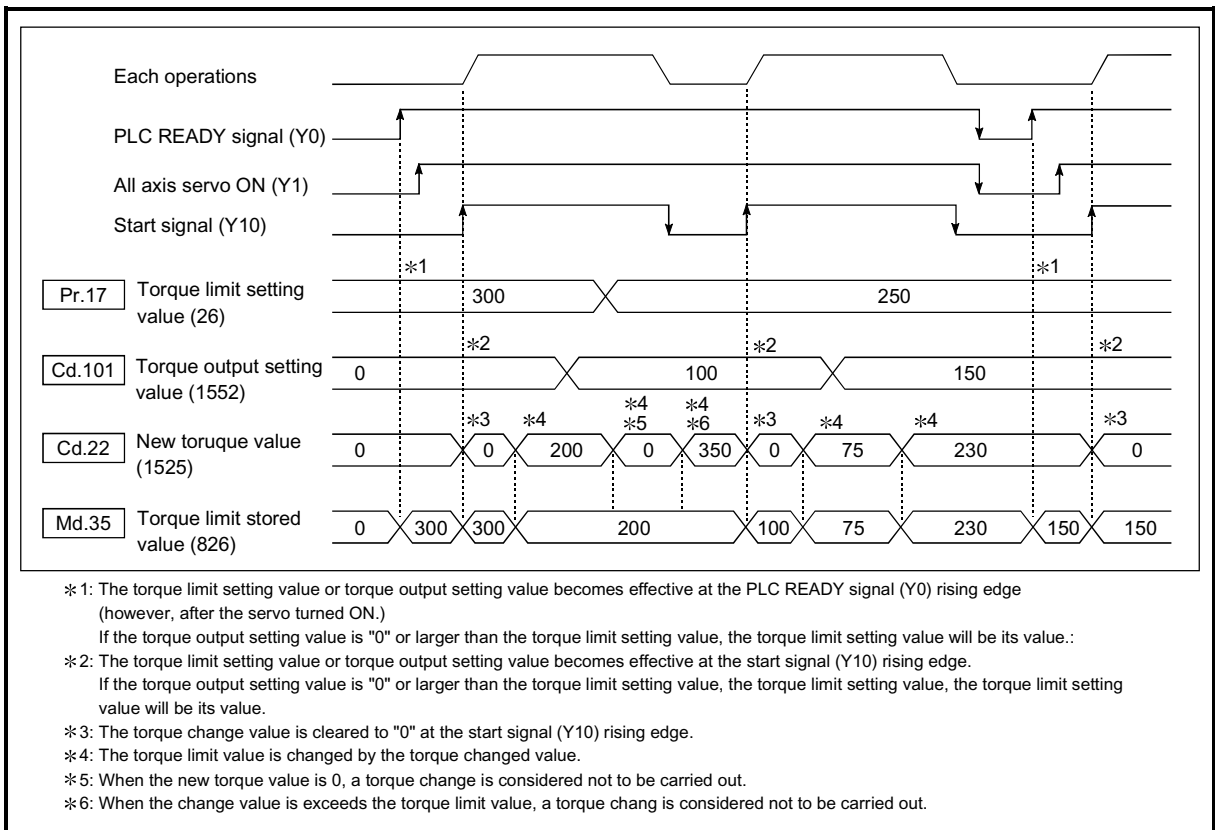 Each operations
PLC READY signal (Y0)
All axis servo ON (Y1)
Start signal (Y10)
*1 *1
Pr.17 Torque limit setting
value (26)
300 250
*2 *2 *2
Cd.101 Torque output setting
value (1552)
0 100 150
*4 *4
*3 *4 *5 *6 *3 *4 *4 *3
Cd.22 New toruque value
(1525)
0 0 200 0 350 0 75 230 0
Md.35 Torque limit stored
value (826)
0 300 300 200 100 75 230 150 150
*1: The torque limit setting value or torque output setting value becomes effective at the PLC READY signal (Y0) rising edge
(however, after the servo turned ON.)
If the torque output setting value is "0" or larger than the torque limit setting value, the torque limit setting value will be its value.:
*2: The torque limit setting value or torque output setting value becomes effective at the start signal (Y10) rising edge.
If the torque output setting value is "0" or larger than the torque limit setting value, the torque limit setting value, the torque limit setting
value will be its value.
*3: The torque change value is cleared to "0" at the start signal (Y10) rising edge.
*4: The torque limit value is changed by the torque changed value.
*5: When the new torque value is 0, a torque change is considered not to be carried out.
*6: When the change value is exceeds the torque limit value, a torque chang is considered not to be carried out.